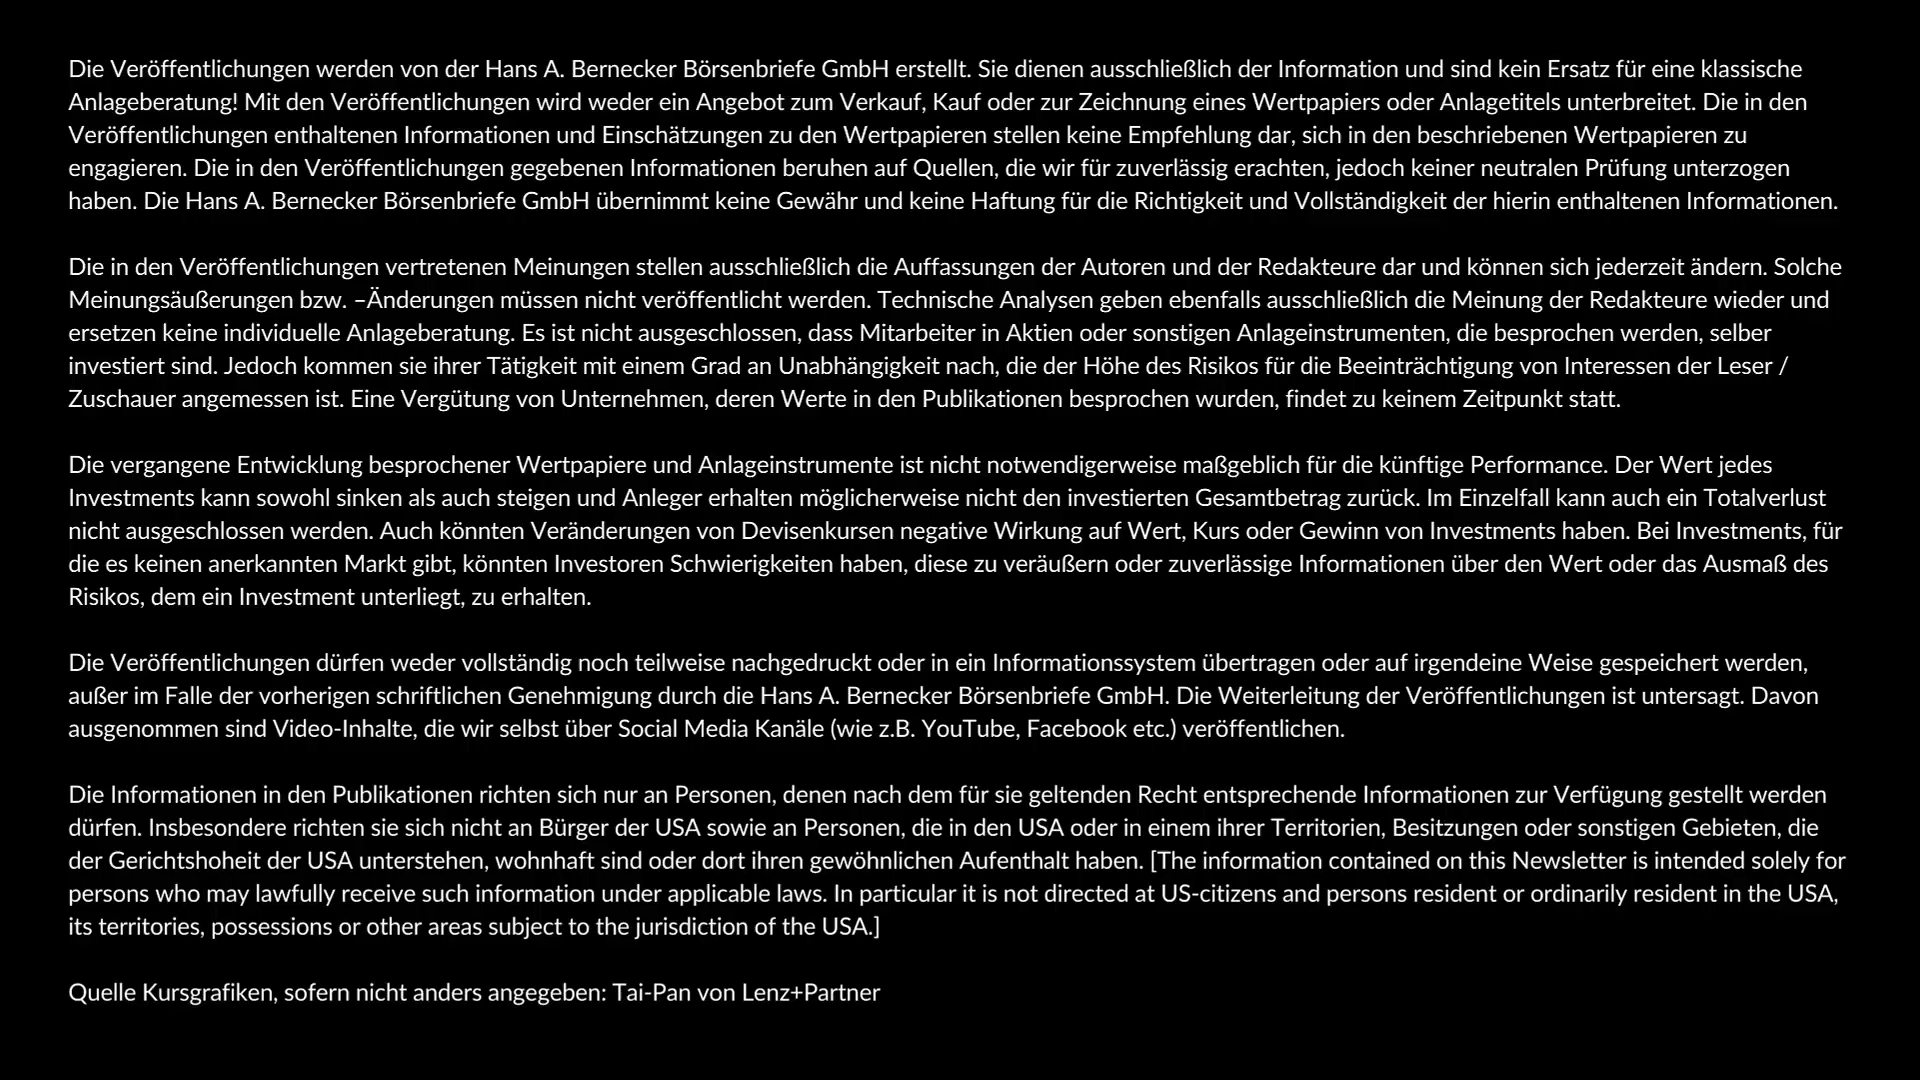 Die Veröffentlichungen werden von der Hans A. Bernecker Börsenbriefe GmbH erstellt. Sie dienen ausschließlich der Information und sind kein Ersatz für eine klassische
Anlageberatung! Mit den Veröffentlichungen wird weder ein Angebot zum Verkauf, Kauf oder zur Zeichnung eines Wertpapiers oder Anlagetitels unterbreitet. Die in den
Veröffentlichungen enthaltenen Informationen und Einschätzungen zu den Wertpapieren stellen keine Empfehlung dar, sich in den beschriebenen Wertpapieren zu
engagieren. Die in den Veröffentlichungen gegebenen Informationen beruhen auf Quellen, die wir für zuverlässig erachten, jedoch keiner neutralen Prüfung unterzogen
haben. Die Hans A. Bernecker Börsenbriefe GmbH übernimmt keine Gewähr und keine Haftung für die Richtigkeit und Vollständigkeit der hierin enthaltenen Informationen.
Die in den Veröffentlichungen vertretenen Meinungen stellen ausschließlich die Auffassungen der Autoren und der Redakteure dar und können sich jederzeit ändern. Solche
Meinungsäußerungen bzw. –Änderungen müssen nicht veröffentlicht werden. Technische Analysen geben ebenfalls ausschließlich die Meinung der Redakteure wieder und
ersetzen keine individuelle Anlageberatung. Es ist nicht ausgeschlossen, dass Mitarbeiter in Aktien oder sonstigen Anlageinstrumenten, die besprochen werden, selber
investiert sind. Jedoch kommen sie ihrer Tätigkeit mit einem Grad an Unabhängigkeit nach, die der Höhe des Risikos für die Beeinträchtigung von Interessen der Leser /
Zuschauer angemessen ist. Eine Vergütung von Unternehmen, deren Werte in den Publikationen besprochen wurden, findet zu keinem Zeitpunkt statt.
Die vergangene Entwicklung besprochener Wertpapiere und Anlageinstrumente ist nicht notwendigerweise maßgeblich für die künftige Performance. Der Wert jedes
Investments kann sowohl sinken als auch steigen und Anleger erhalten möglicherweise nicht den investierten Gesamtbetrag zurück. Im Einzelfall kann auch ein Totalverlust
nicht ausgeschlossen werden. Auch könnten Veränderungen von Devisenkursen negative Wirkung auf Wert, Kurs oder Gewinn von Investments haben. Bei Investments, für
die es keinen anerkannten Markt gibt, könnten Investoren Schwierigkeiten haben, diese zu veräußern oder zuverlässige Informationen über den Wert oder das Ausmaß des
Risikos, dem ein Investment unterliegt, zu erhalten.
Die Veröffentlichungen dürfen weder vollständig noch teilweise nachgedruckt oder in ein Informationssystem übertragen oder auf irgendeine Weise gespeichert werden,
außer im Falle der vorherigen schriftlichen Genehmigung durch die Hans A. Bernecker Börsenbriefe GmbH. Die Weiterleitung der Veröffentlichungen ist untersagt. Davon
ausgenommen sind Video-Inhalte, die wir selbst über Social Media Kanäle (wie z.B. YouTube, Facebook etc.) veröffentlichen.
Die Informationen in den Publikationen richten sich nur an Personen, denen nach dem für sie geltenden Recht entsprechende Informationen zur Verfügung gestellt werden
dürfen. Insbesondere richten sie sich nicht an Bürger der USA sowie an Personen, die in den USA oder in einem ihrer Territorien, Besitzungen oder sonstigen Gebieten, die
der Gerichtshoheit der USA unterstehen, wohnhaft sind oder dort ihren gewöhnlichen Aufenthalt haben. [The information contained on this Newsletter is intended solely for
persons who may lawfully receive such information under applicable laws. In particular it is not directed at US-citizens and persons resident or ordinarily resident in the USA,
its territories, possessions or other areas subject to the jurisdiction of the USA.]
Quelle Kursgrafiken, sofern nicht anders angegeben: Tai-Pan von Lenz+Partner